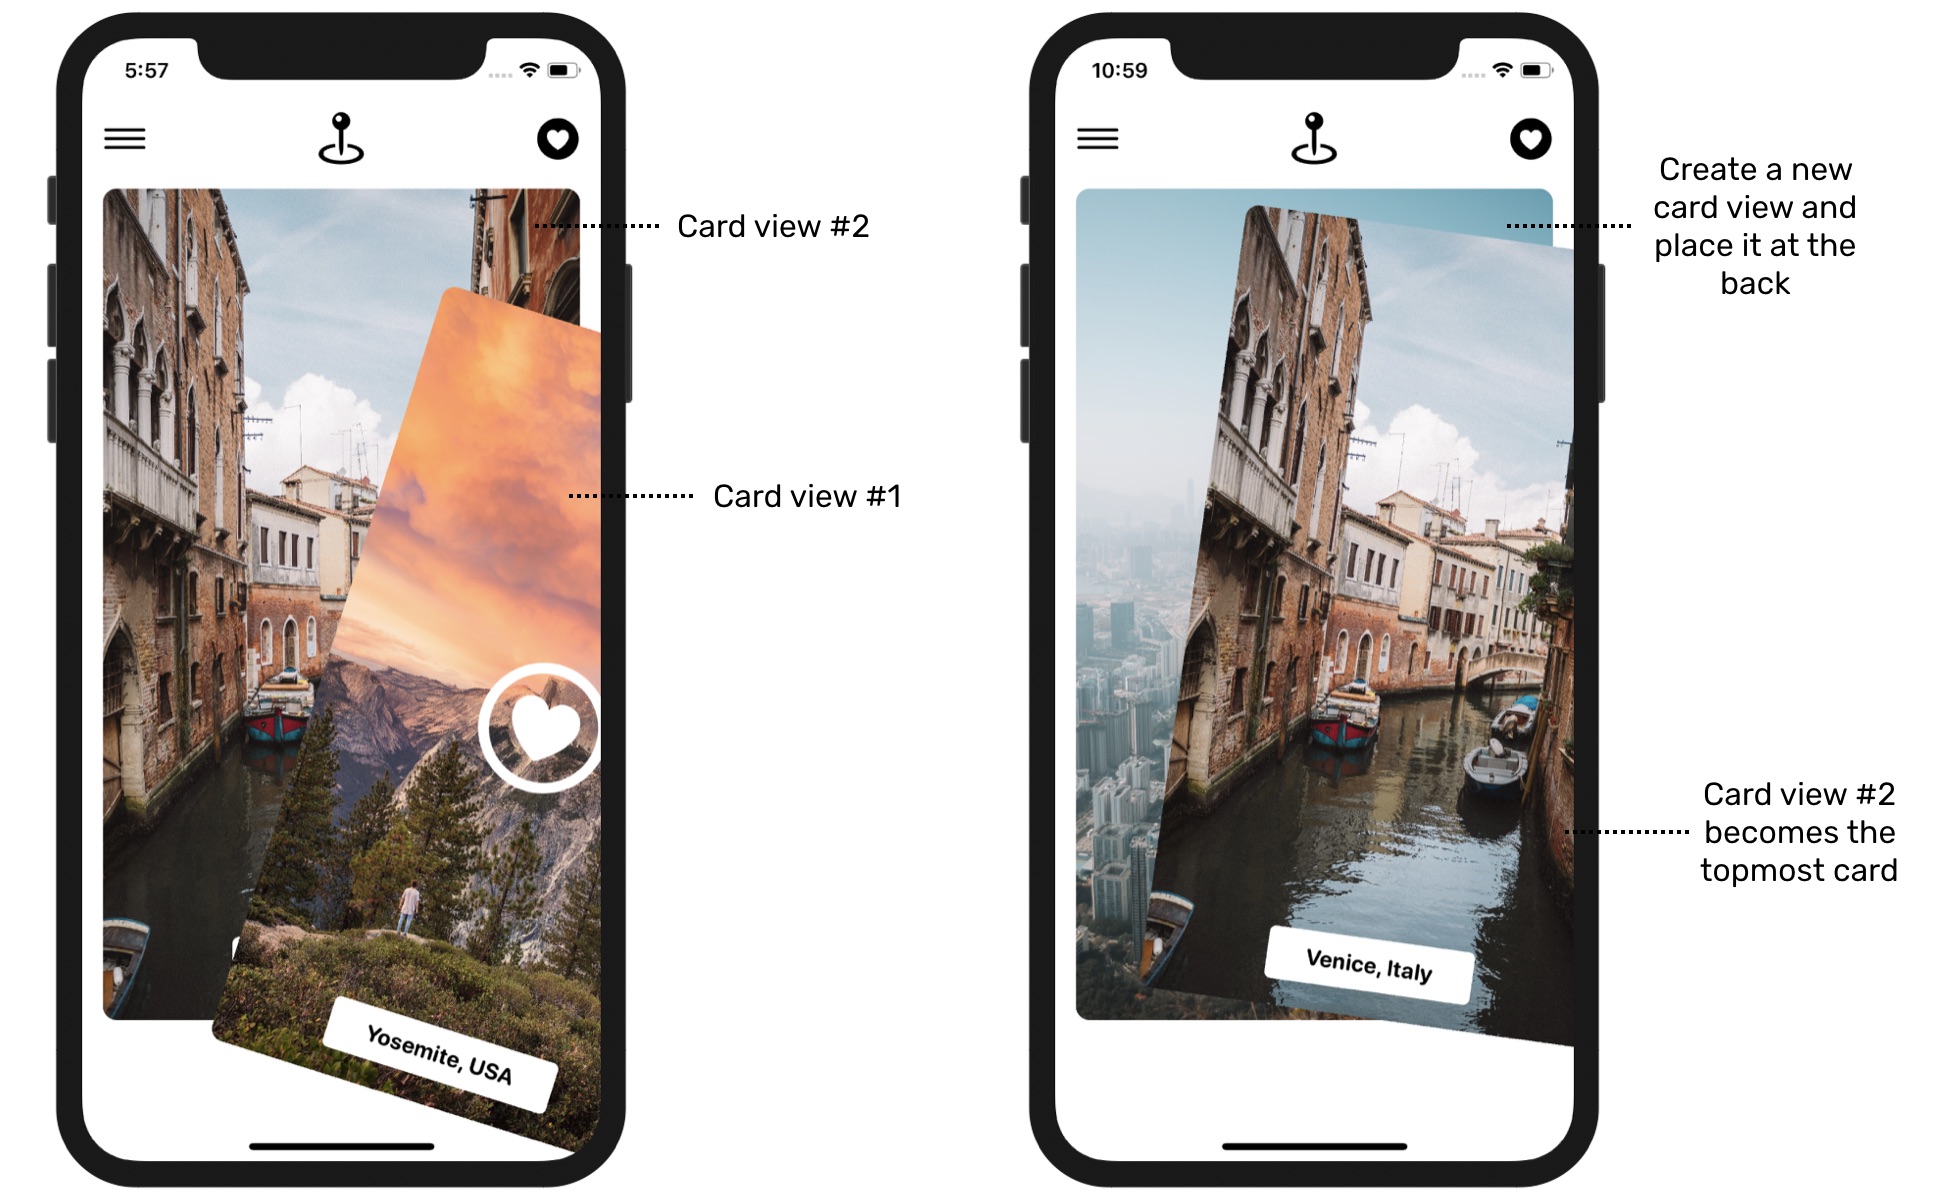 5:57
Card view #2
Card view #1
Yosemite, USA
10:59
Create a new
card view and
place it at the
back
Venice, Italy
Card view #2
becomes the
topmost card